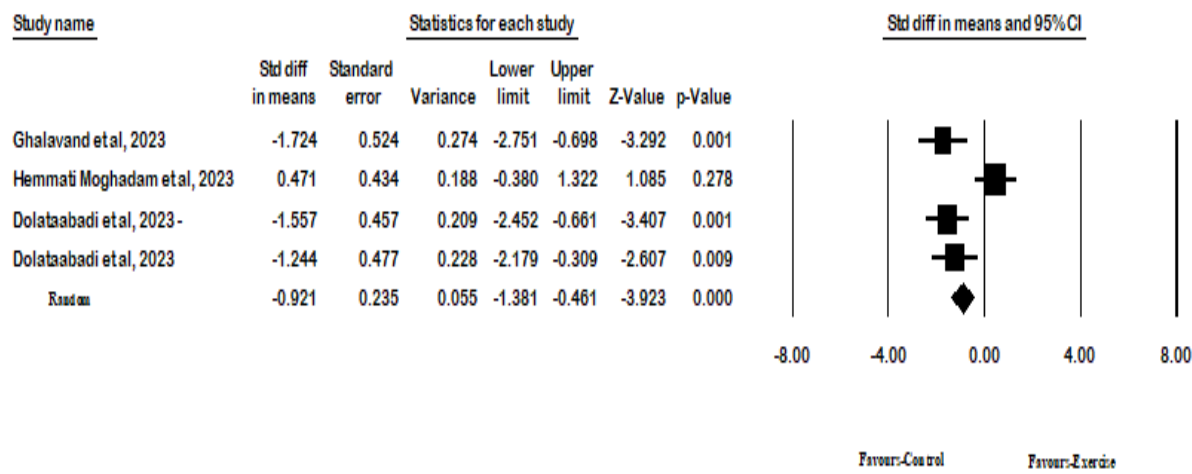 Study name Statistics for each study Std diff in means and 95%CI
Std diff Standard Lower Upper
in means error Variance limit limit Z-Value p-Value
Ghalavand et al, 2023 -1.724 0.524 0.274 -2.751 -0.698 -3.292 0.001
Hemmati Moghadam et al, 2023 0.471 0.434 0.188 -0.380 1.322 1.085 0.278
Dolataabadi et al, 2023 - -1.557 0.457 0.209 -2.452 -0.661 -3.407 0.001
Dolataabadi et al, 2023 -1.244 0.477 0.228 -2.179 -0.309 -2.607 0.009
Random -0.921 0.235 0.055 -1.381 -0.461 -3.923 0.000
-8.00 -4.00 0.00 4.00 8.00
Favours-Control Favours-Exercise